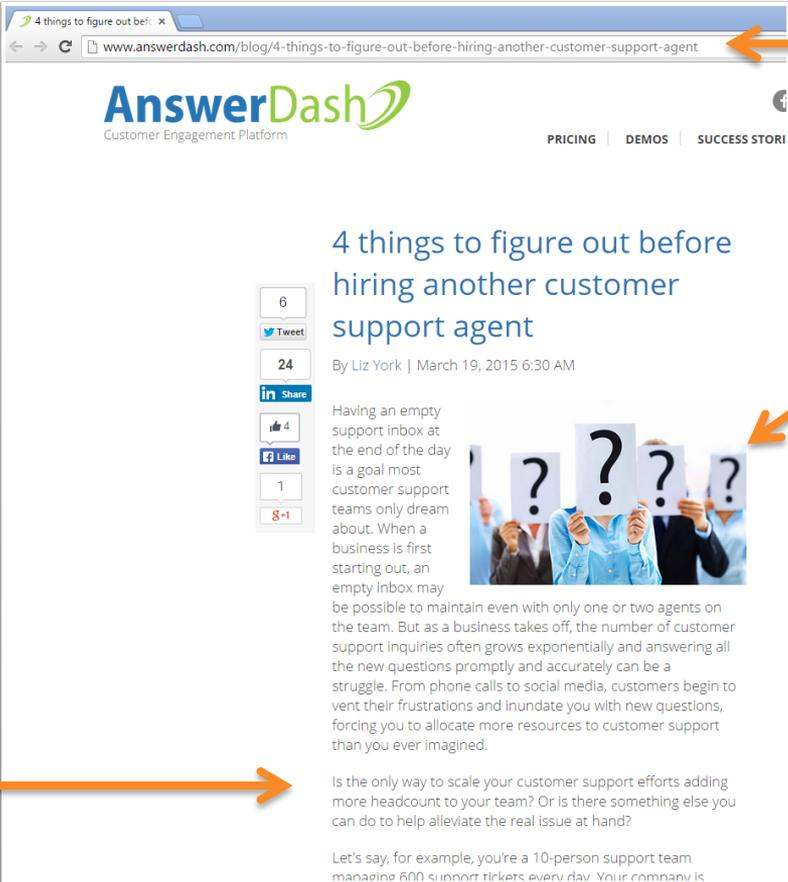 4 things to figure out befo
www.answerdash.com/blog/4-things-to-figure-out-before-hiring-another-customer-support-agent
AnswerDash
Customer Engagement Platform
PRICING DEMOS SUCCESS STORI
4 things to figure out before
hiring another customer
support agent
6
Tweet
24
in Share
4
f Like
1
g+1
By Liz York | March 19, 2015 6:30 AM
Having an empty
support inbox at
the end of the day
is a goal most
customer support
teams only dream
about. When a
business is first
starting out, an
empty inbox may
? ? ? ?
be possible to maintain even with only one or two agents on
the team. But as a business takes off, the number of customer
support inquiries often grows exponentially and answering all
the new questions promptly and accurately can be a
struggle. From phone calls to social media, customers begin to
vent their frustrations and inundate you with new questions,
forcing you to allocate more resources to customer support
than you ever imagined.
Is the only way to scale your customer support efforts adding
more headcount to your team? Or is there something else you
can do to help alleviate the real issue at hand?
Let's say, for example, you're a 10-person support team
managing 600 support tickets every day. Your company is